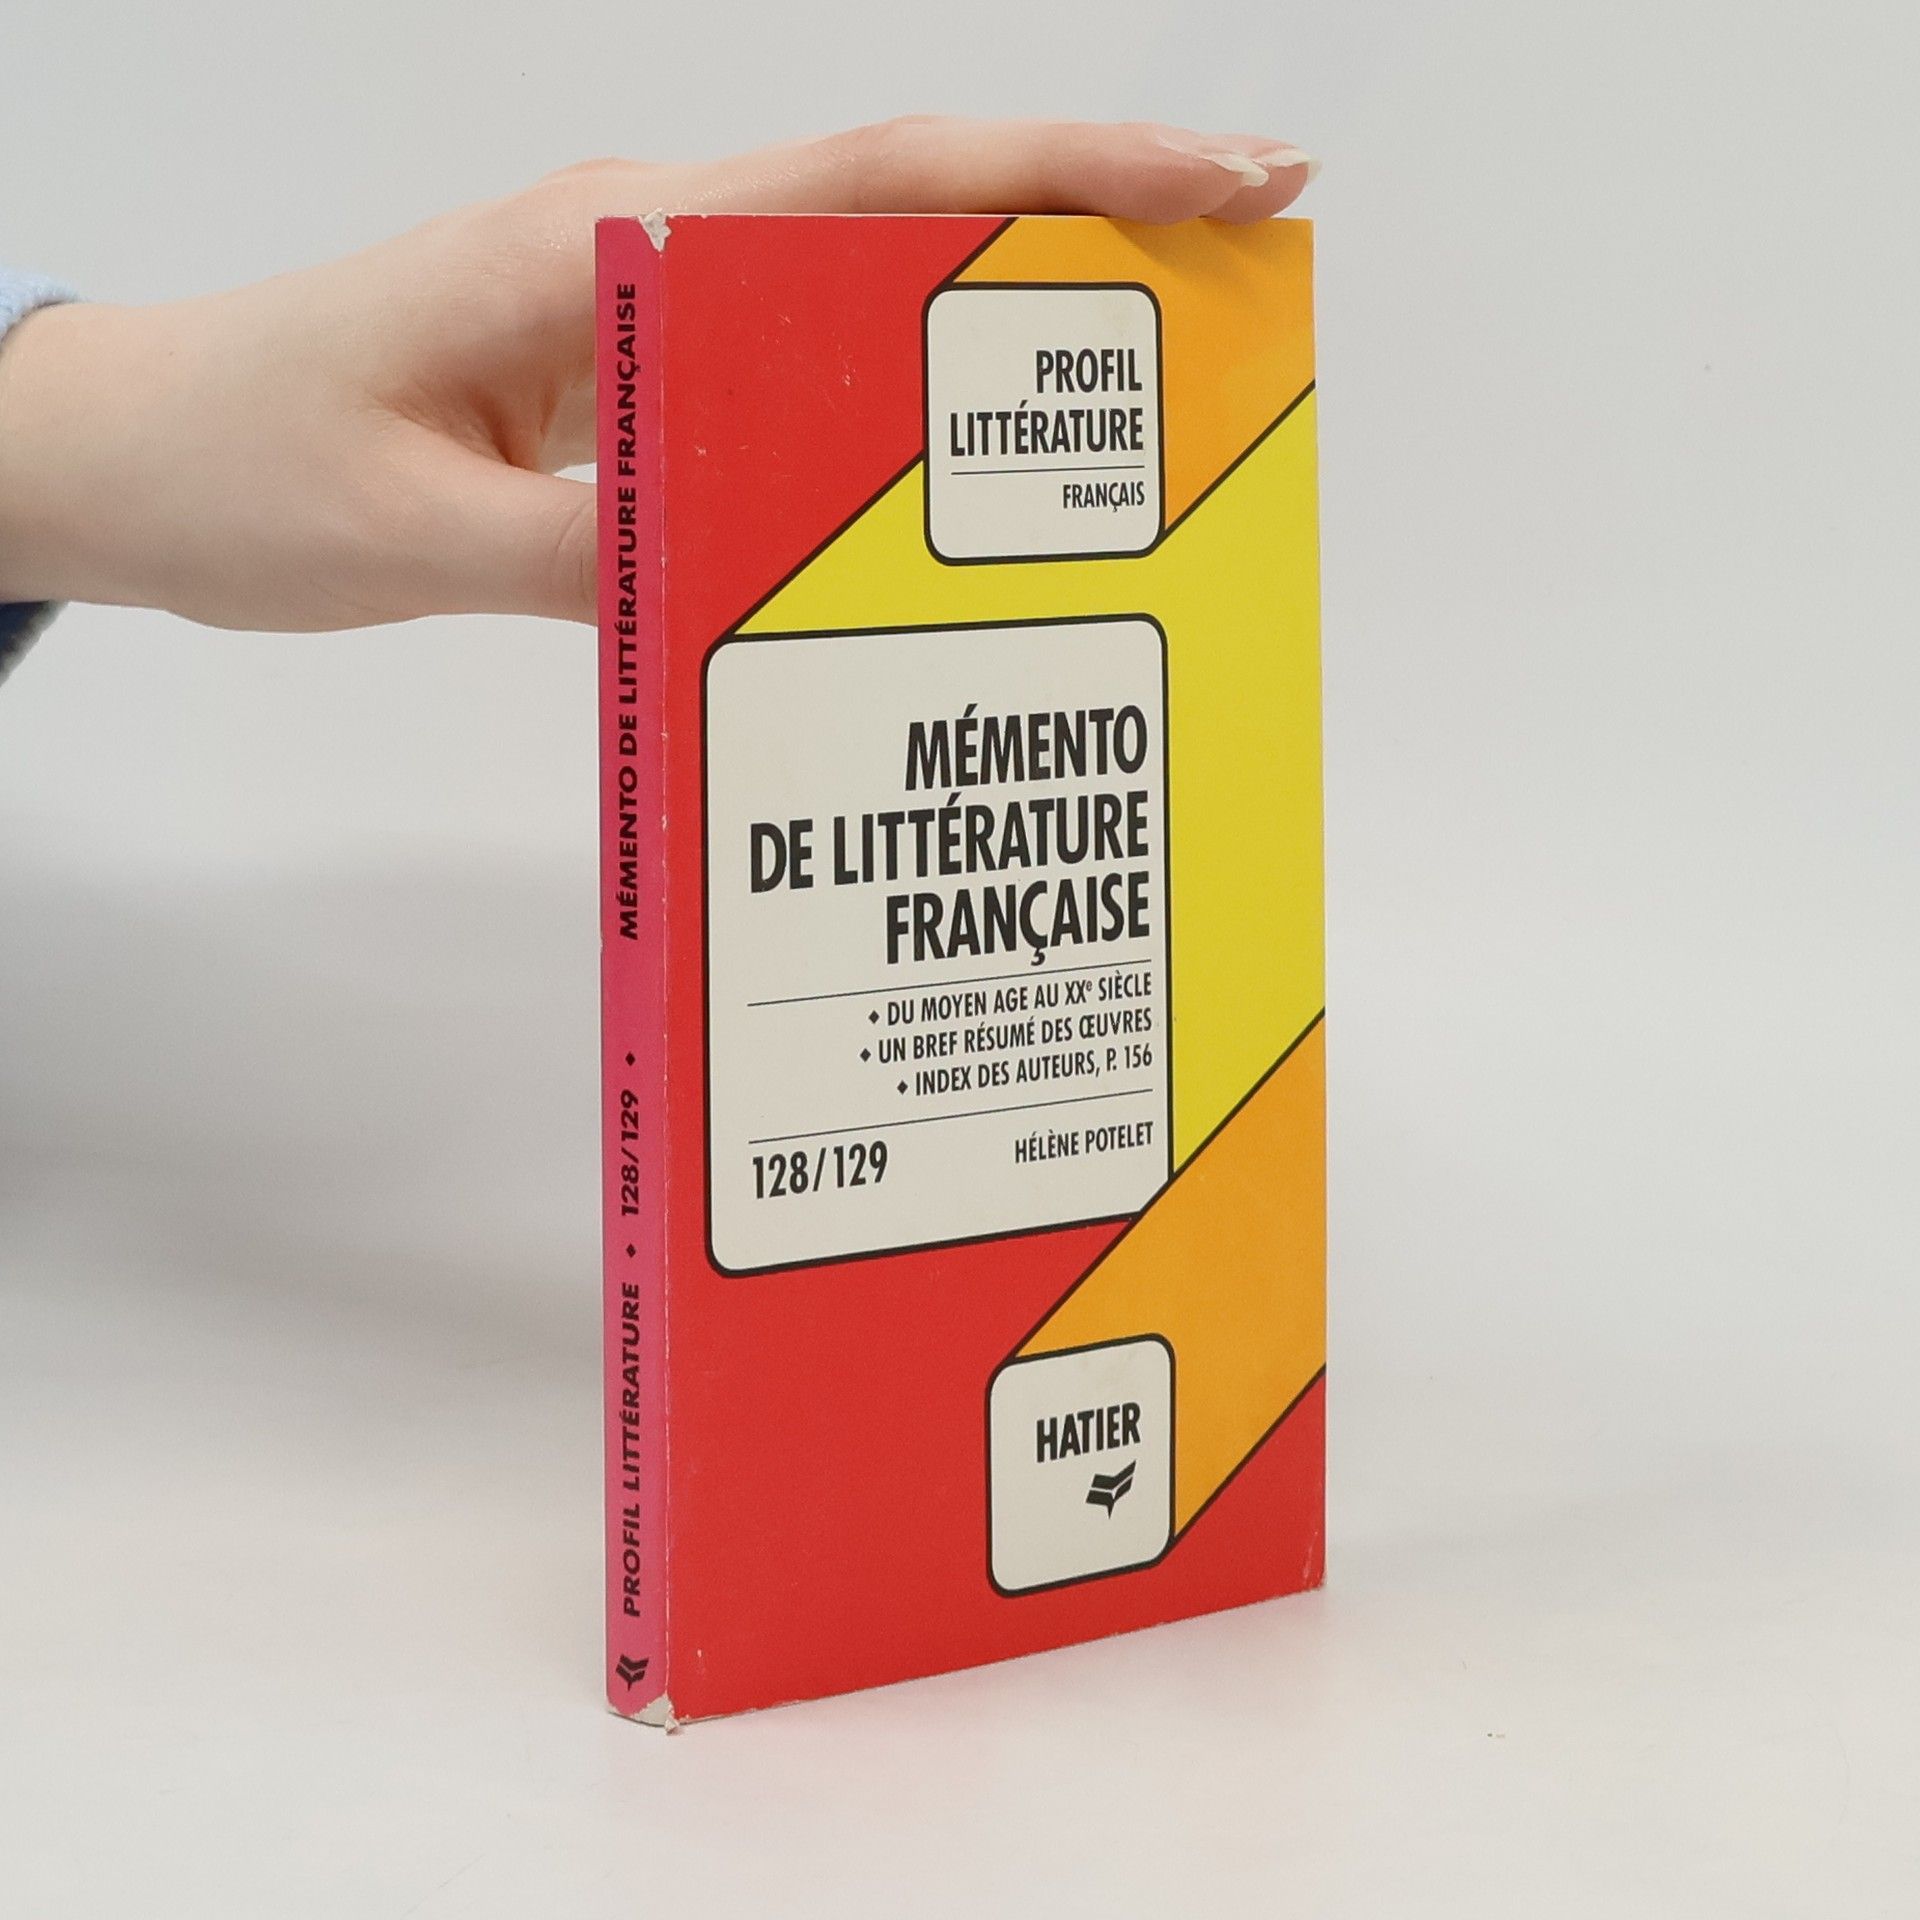 PROFIL LITTÉRATURE ◆ 128/129 ◆ MÉMENTO DE LITTÉRATURE FRANÇAISE
PROFIL
LITTÉRATURE
FRANÇAIS
MÉMENTO
DE LITTÉRATURE
FRANÇAISE
◆ DU MOYEN AGE AU XXe SIÈCLE
◆ UN BREF RÉSUMÉ DES ŒUVRES
◆ INDEX DES AUTEURS, P. 156
128/129 HÉLÈNE POTELET
HATIER